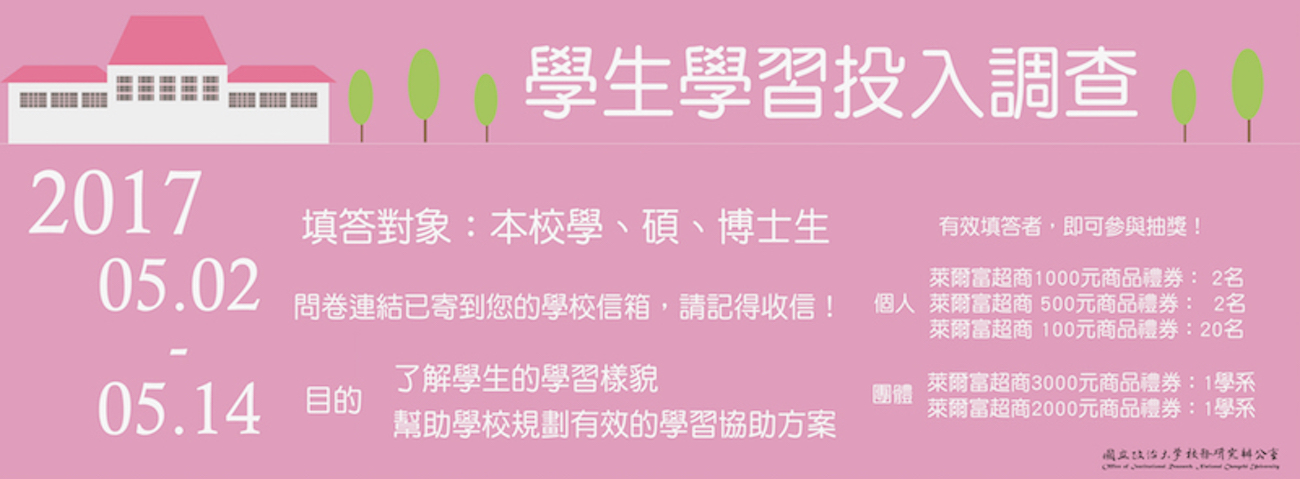 學生學習投入調查
2017
05.02
-
05.14
填答對象：本校學、碩、博士生
問卷連結已寄到您的學校信箱，請記得收信！
目的
了解學生的學習樣貌
幫助學校規劃有效的學習協助方案
有效填答者，即可參與抽獎！
個人
萊爾富超商1000元商品禮券： 2名
萊爾富超商 500元商品禮券： 2名
萊爾富超商 100元商品禮券：20名
團體
萊爾富超商3000元商品禮券：1學系
萊爾富超商2000元商品禮券：1學系
國立政治大學校務研究辦公室
Office of Institutional Research, National Chengchi University